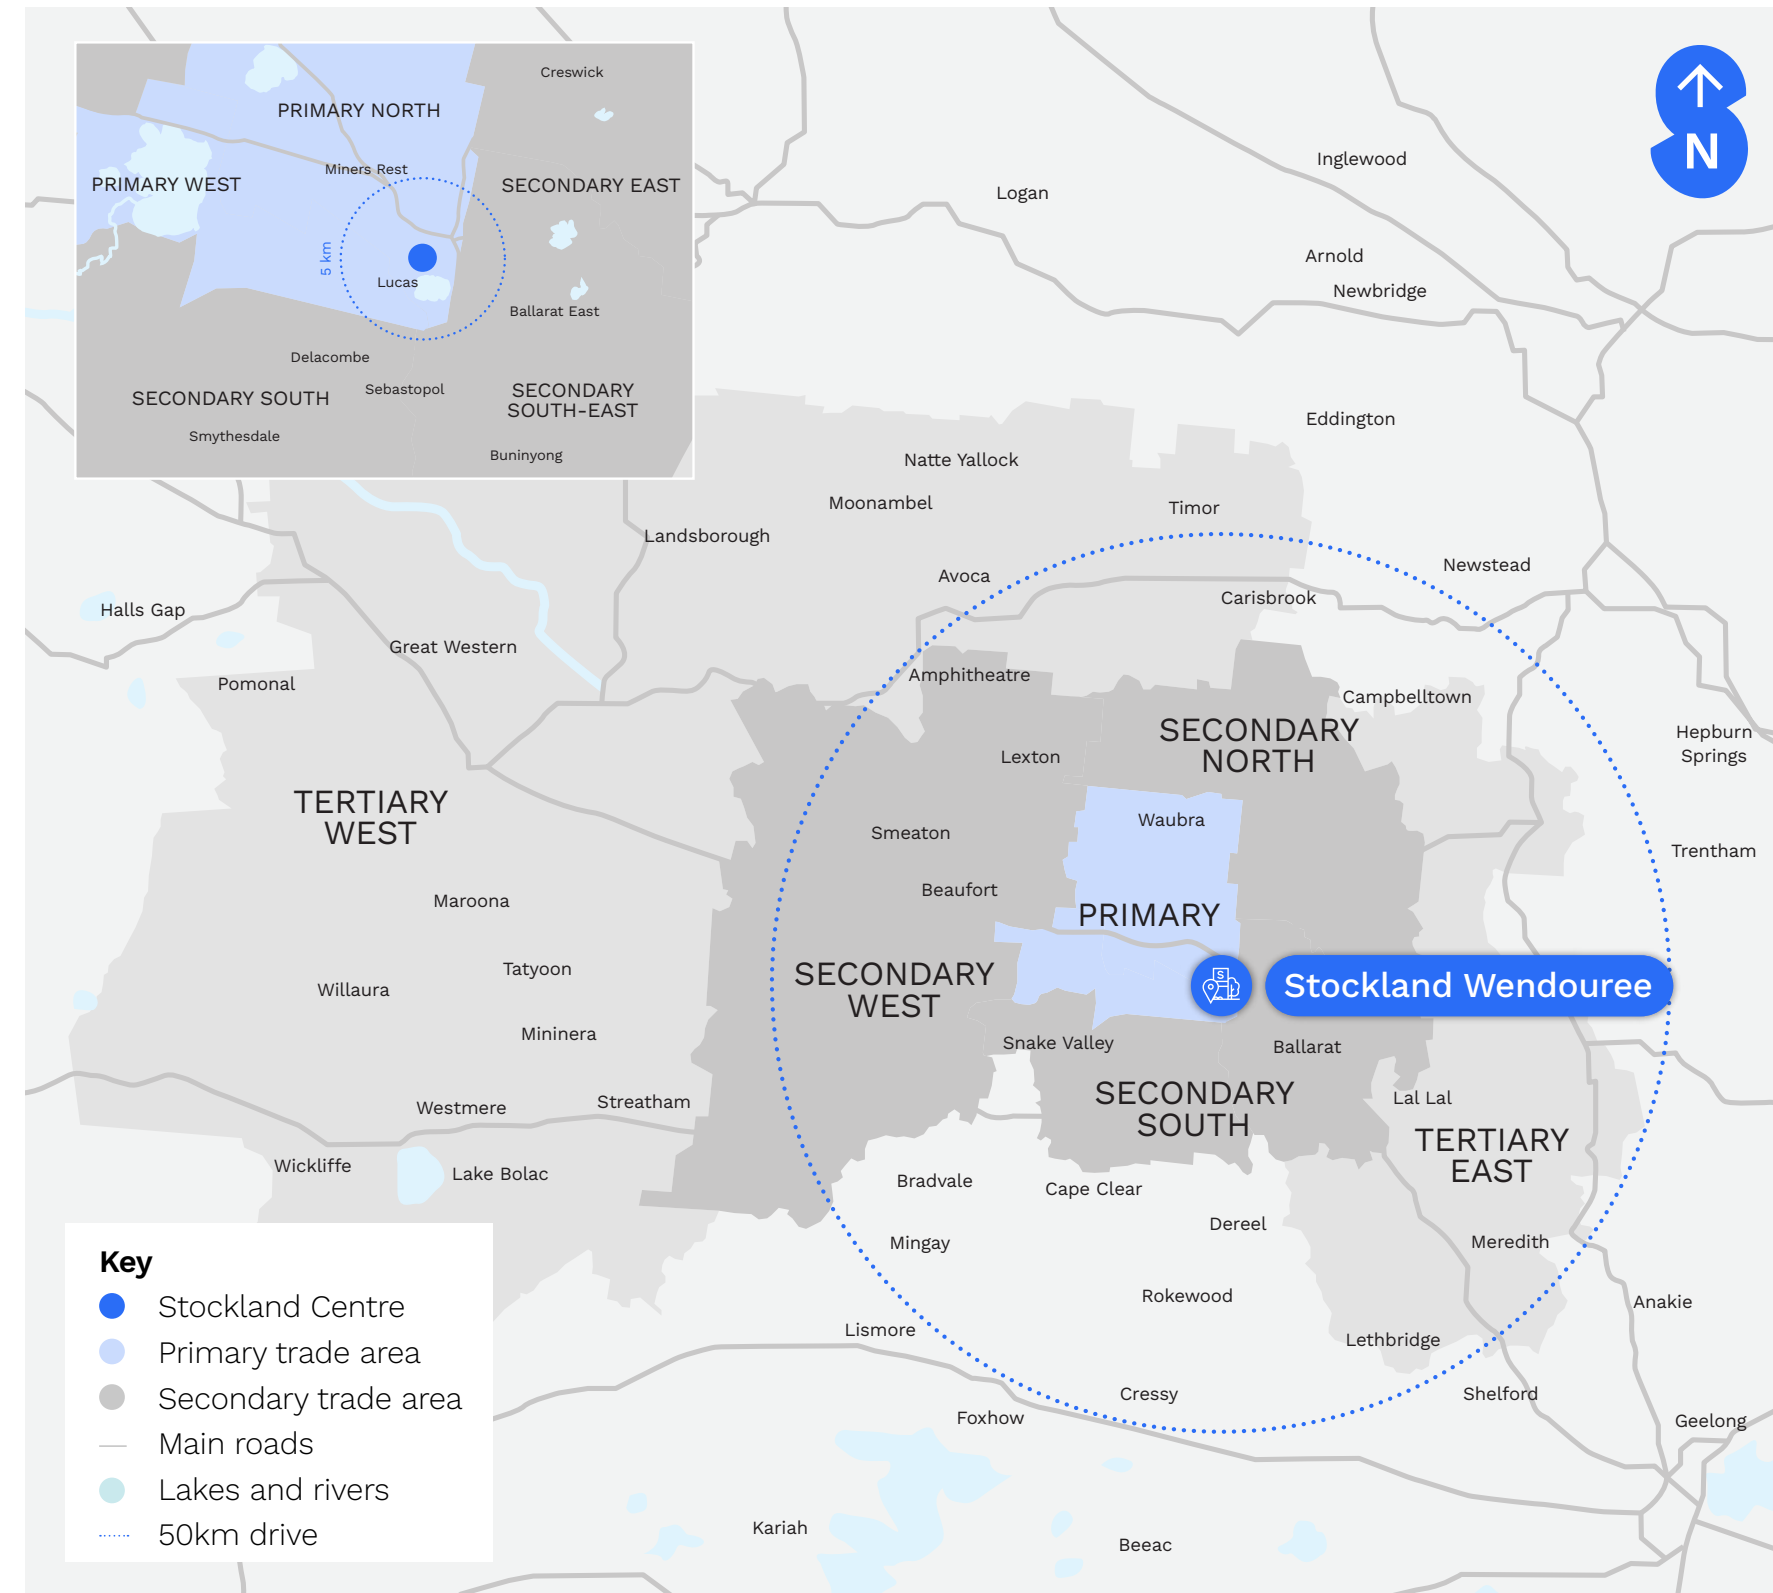 Creswick
PRIMARY NORTH
Miners Rest
PRIMARY WEST
SECONDARY EAST
5 km
Lucas
Ballarat East
Delacombe
Sebastopol
SECONDARY SOUTH
SECONDARY
SOUTH-EAST
Smythesdale
Buninyong
N
Inglewood
Logan
Arnold
Newbridge
Eddington
Natte Yallock
Moonambel
Timor
Landsborough
Avoca
Newstead
Carisbrook
Halls Gap
Great Western
Pomonal
Amphitheatre
Campbelltown
SECONDARY
NORTH
Hepburn
Springs
Lexton
TERTIARY
WEST
Waubra
Smeaton
Trentham
Beaufort
Maroona
PRIMARY
Tatyoon
SECONDARY
WEST
S
Stockland Wendouree
Willaura
Mininera
Snake Valley
Ballarat
SECONDARY
SOUTH
Lal Lal
Westmere
Streatham
TERTIARY
EAST
Wickliffe
Lake Bolac
Bradvale
Cape Clear
Dereel
Mingay
Meredith
Rokewood
Anakie
Lismore
Lethbridge
Cressy
Shelford
Foxhow
Geelong
Kariah
Beeac
Key
Stockland Centre
Primary trade area
Secondary trade area
Main roads
Lakes and rivers
50km drive